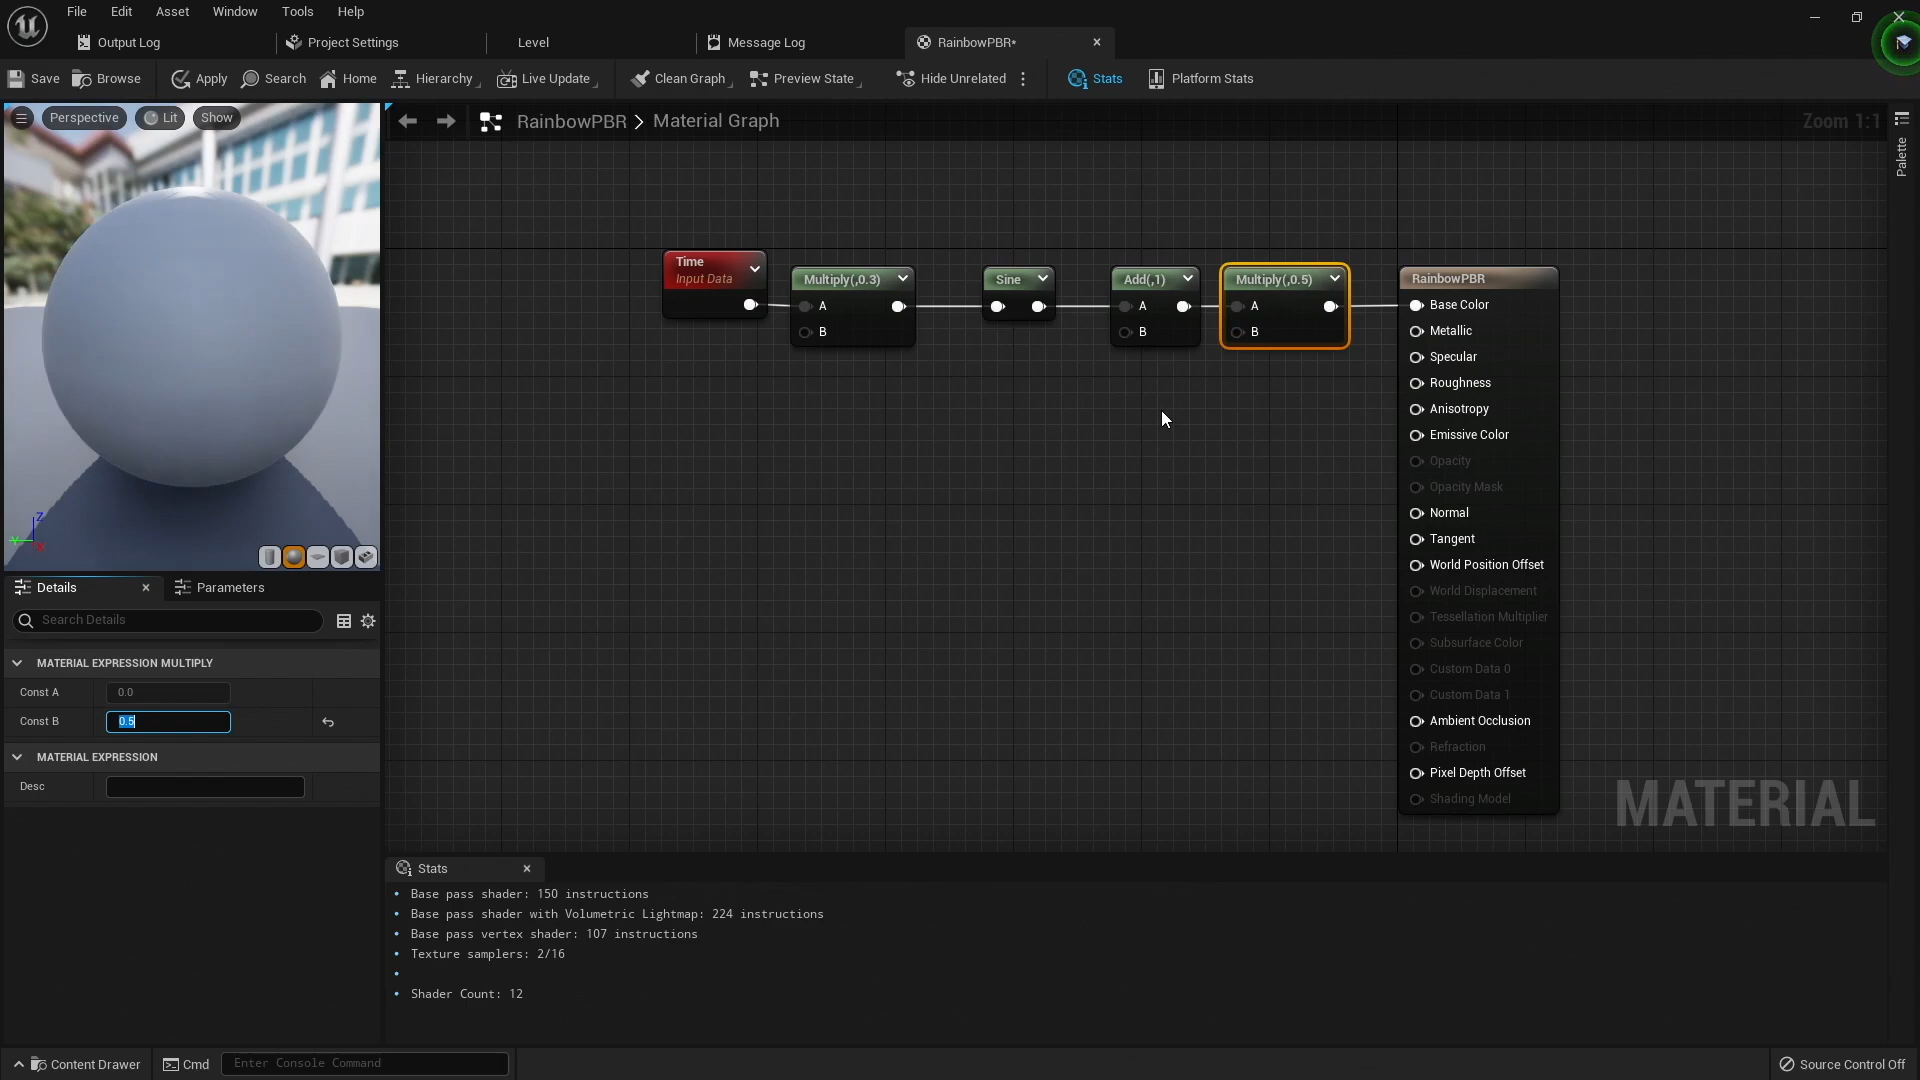 File Edit Asset Window Tools Help
Output Log
Project Settings
Level
Message Log
RainbowPBR*
Save
Browse
Apply
Search
Home
Hierarchy
Live Update
Clean Graph
Preview State
Hide Unrelated
Stats
Platform Stats
Perspective
Lit
Show
RainbowPBR > Material Graph
Zoom 1:1
Palette
Time
Input Data
Multiply(,0.3)
A
B
Sine
Add(,1)
A
B
Multiply(,0.5)
A
B
RainbowPBR
Base Color
Metallic
Specular
Roughness
Anisotropy
Emissive Color
Opacity
Opacity Mask
Normal
Tangent
World Position Offset
World Displacement
Tessellation Multiplier
Subsurface Color
Custom Data 0
Custom Data 1
Ambient Occlusion
Refraction
Pixel Depth Offset
Shading Model
MATERIAL
Z
Y
X
Details
Parameters
Search Details
MATERIAL EXPRESSION MULTIPLY
Const A 0.0
Const B 0.5
MATERIAL EXPRESSION
Desc
Stats
• Base pass shader: 150 instructions
• Base pass shader with Volumetric Lightmap: 224 instructions
• Base pass vertex shader: 107 instructions
• Texture samplers: 2/16
•
• Shader Count: 12
Content Drawer
Cmd
Enter Console Command
Source Control Off